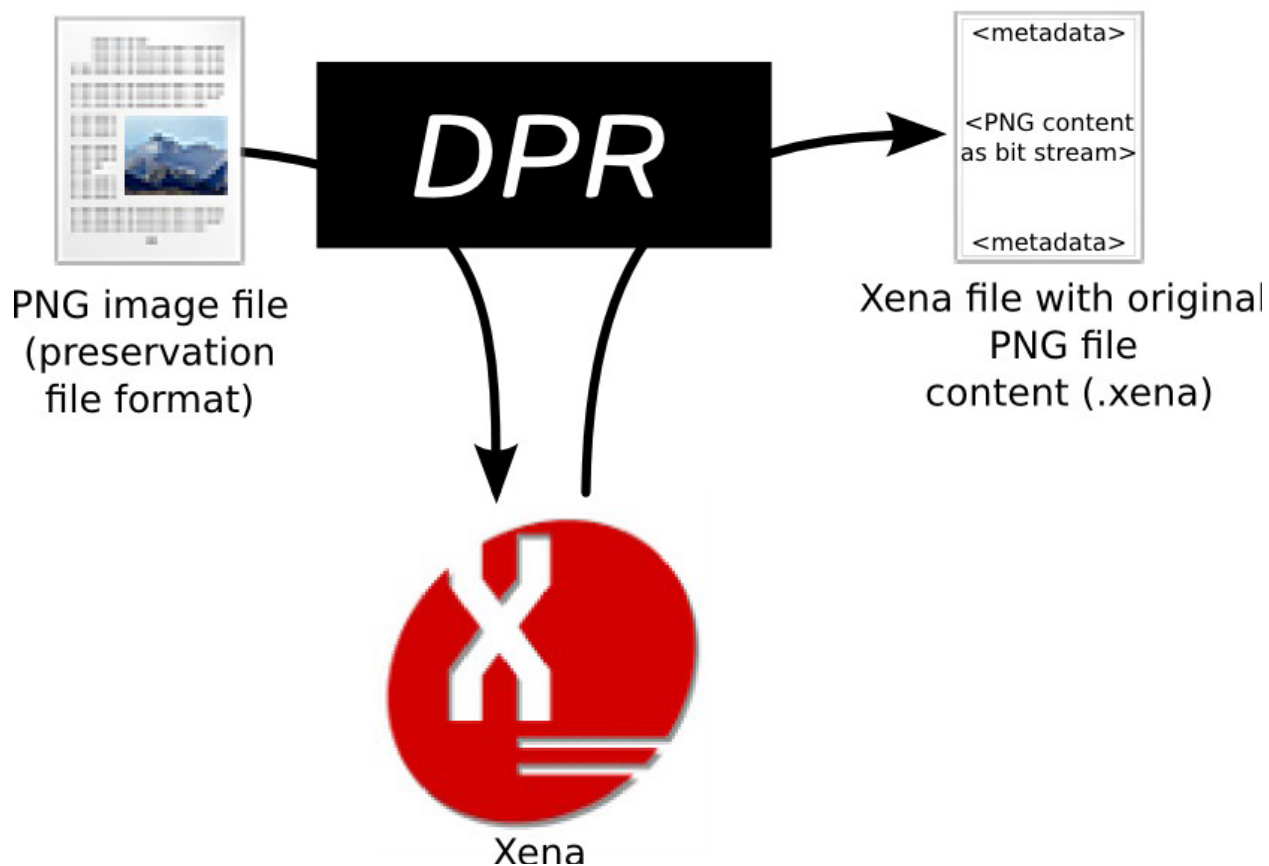 DPR
<metadata>
<PNG content
as bit stream>
<metadata>
PNG image file
(preservation
file format)
Xena file with original
PNG file
content (.xena)
X
Xena